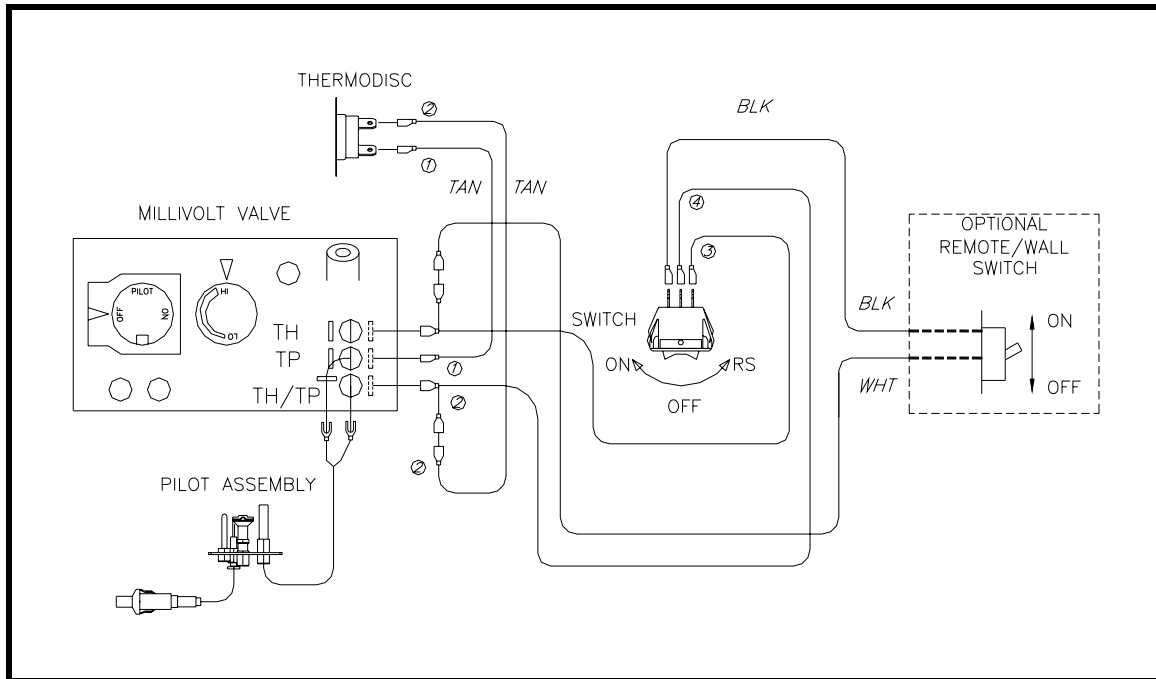 THERMODISC
②
①
BLK
TAN TAN
④
③
MILLIVOLT VALVE
PILOT
OFF
ON
HI
LO
TH
TP
TH/TP
①
②
②
SWITCH
ON
RS
OFF
OPTIONAL
REMOTE/WALL
SWITCH
BLK
ON
WHT
OFF
PILOT ASSEMBLY